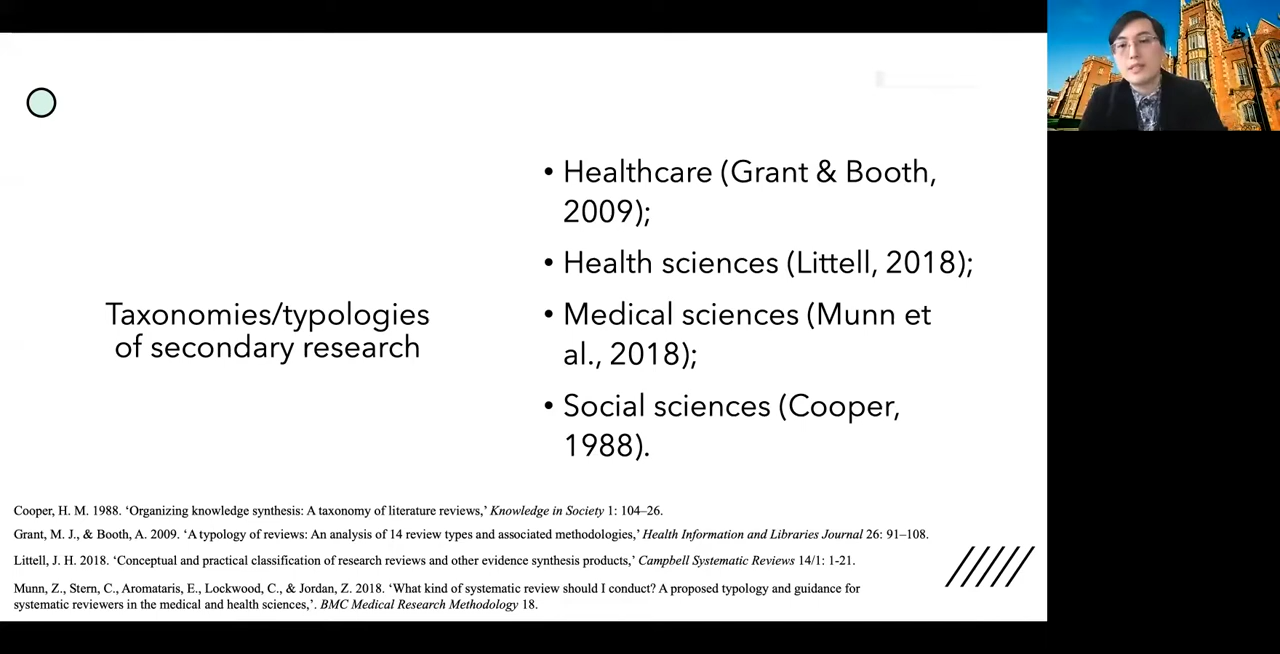 Taxonomies/typologies
of secondary research
• Healthcare (Grant & Booth,
2009);
• Health sciences (Littell, 2018);
• Medical sciences (Munn et
al., 2018);
• Social sciences (Cooper,
1988).
Cooper, H. M. 1988. ‘Organizing knowledge synthesis: A taxonomy of literature reviews,’ Knowledge in Society 1: 104–26.
Grant, M. J., & Booth, A. 2009. ‘A typology of reviews: An analysis of 14 review types and associated methodologies,’ Health Information and Libraries Journal 26: 91–108.
Littell, J. H. 2018. ‘Conceptual and practical classification of research reviews and other evidence synthesis products,’ Campbell Systematic Reviews 14/1: 1-21.
Munn, Z., Stern, C., Aromataris, E., Lockwood, C., & Jordan, Z. 2018. ‘What kind of systematic review should I conduct? A proposed typology and guidance for
systematic reviewers in the medical and health sciences,’. BMC Medical Research Methodology 18.